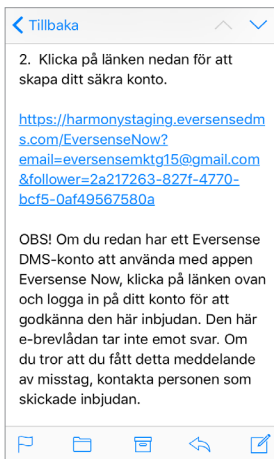 Tillbaka
2. Klicka på länken nedan för att
skapa ditt säkra konto.
https://harmonystaging.eversensedm
s.com/EversenseNow?
email=eversensemktg15@gmail.com
&follower=2a217263-827f-4770-
bcf5-0af49567580a
OBS! Om du redan har ett Eversense
DMS-konto att använda med appen
Eversense Now, klicka på länken ovan
och logga in på ditt konto för att
godkänna den här inbjudan. Den här
e-brevlådan tar inte emot svar. Om
du tror att du fått detta meddelande
av misstag, kontakta personen som
skickade inbjudan.